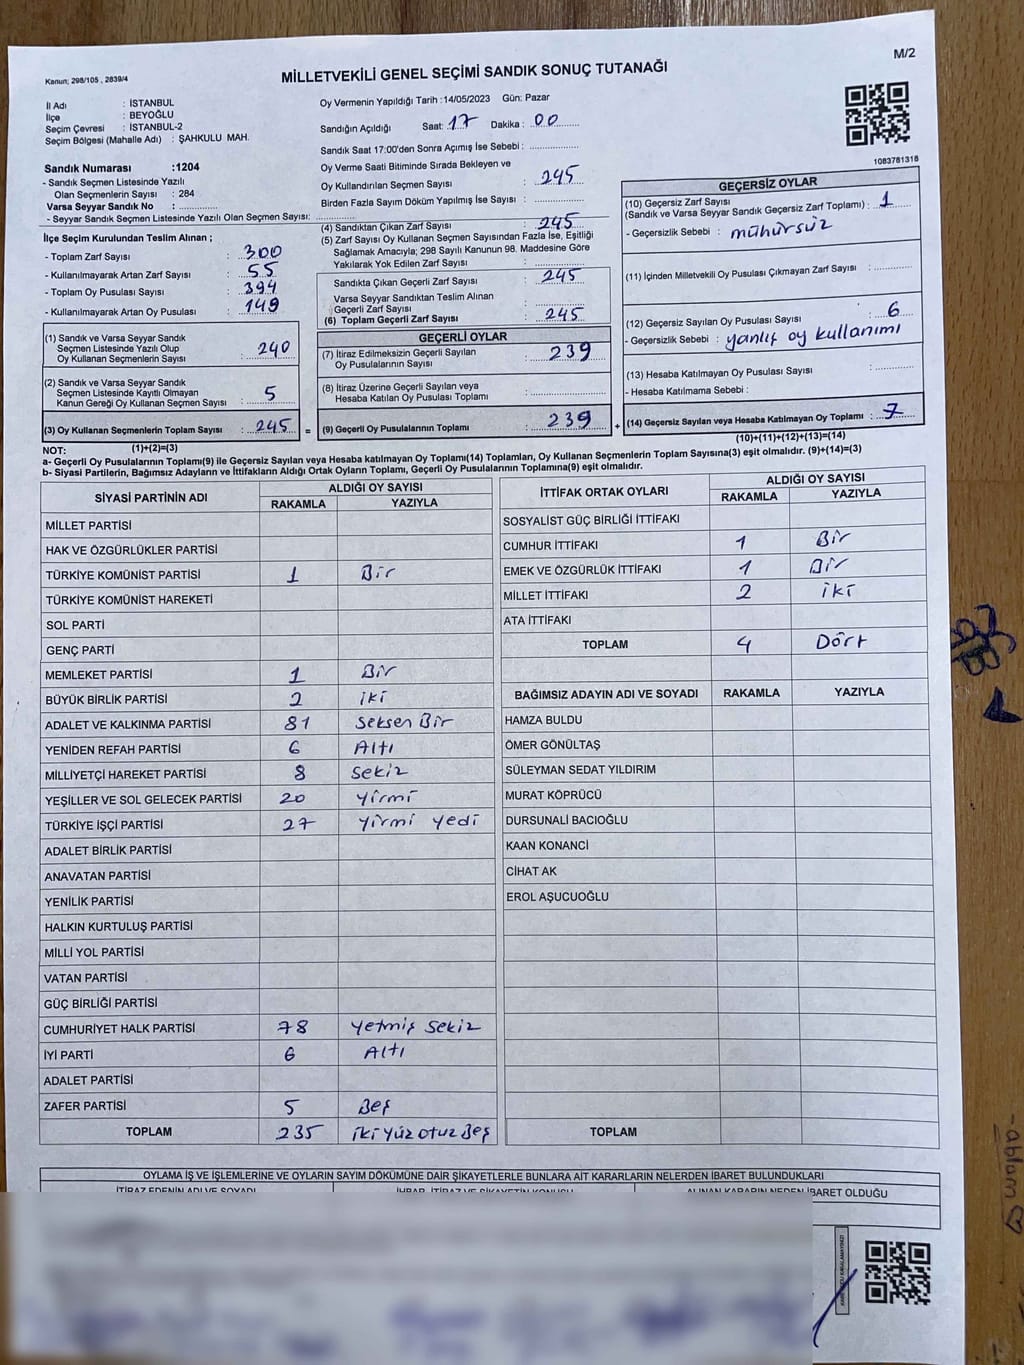 M/2
Kanun; 298/105 , 2839/4
MİLLETVEKİLİ GENEL SEÇİMİ SANDIK SONUÇ TUTANAĞI
İl Adı : İSTANBUL
İlçe : BEYOĞLU
Seçim Çevresi : İSTANBUL-2
Seçim Bölgesi (Mahalle Adı) : ŞAHKULU MAH.
Sandık Numarası :1204
- Sandık Seçmen Listesinde Yazılı
Olan Seçmenlerin Sayısı : 284
Varsa Seyyar Sandık No :
- Seyyar Sandık Seçmen Listesinde Yazılı Olan Seçmen Sayısı:
İlçe Seçim Kurulundan Teslim Alınan ;
- Toplam Zarf Sayısı : 300
- Kullanılmayarak Artan Zarf Sayısı : 55
- Toplam Oy Pusulası Sayısı : 394
- Kullanılmayarak Artan Oy Pusulası : 149
(1) Sandık ve Varsa Seyyar Sandık
Seçmen Listesinde Yazılı Olup
Oy Kullanan Seçmenlerin Sayısı : 240
(2) Sandık ve Varsa Seyyar Sandık
Seçmen Listesinde Kayıtlı Olmayan
Kanun Gereği Oy Kullanan Seçmen Sayısı : 5
(3) Oy Kullanan Seçmenlerin Toplam Sayısı : 245
(1)+(2)=(3)
Oy Vermenin Yapıldığı Tarih :14/05/2023 Gün: Pazar
Sandığın Açıldığı Saat: 17 Dakika : 00
Sandık Saat 17:00'den Sonra Açımış İse Sebebi :
Oy Verme Saati Bitiminde Sırada Bekleyen ve
Oy Kullandırılan Seçmen Sayısı : 245
Birden Fazla Sayım Döküm Yapılmış İse Sayısı :
(4) Sandıktan Çıkan Zarf Sayısı : 245
(5) Zarf Sayısı Oy Kullanan Seçmen Sayısından Fazla İse, Eşitliği
Sağlamak Amacıyla; 298 Sayılı Kanunun 98. Maddesine Göre
Yakılarak Yok Edilen Zarf Sayısı :
Sandıkta Çıkan Geçerli Zarf Sayısı : 245
Varsa Seyyar Sandıktan Teslim Alınan
Geçerli Zarf Sayısı :
(6) Toplam Geçerli Zarf Sayısı : 245
GEÇERLİ OYLAR
(7) İtiraz Edilmeksizin Geçerli Sayılan
Oy Pusulalarının Sayısı : 239
(8) İtiraz Üzerine Geçerli Sayılan veya
Hesaba Katılan Oy Pusulası Toplamı :
= (9) Geçerli Oy Pusulalarının Toplamı : 239 +
1083781318
GEÇERSİZ OYLAR
(10) Geçersiz Zarf Sayısı
(Sandık ve Varsa Seyyar Sandık Geçersiz Zarf Toplamı) : 1
- Geçersizlik Sebebi : mühürsüz
(11) İçinden Milletvekili Oy Pusulası Çıkmayan Zarf Sayısı :
(12) Geçersiz Sayılan Oy Pusulası Sayısı : 6
- Geçersizlik Sebebi : yanlış oy kullanımı
(13) Hesaba Katılmayan Oy Pusulası Sayısı :
- Hesaba Katılmama Sebebi :
(14) Geçersiz Sayılan veya Hesaba Katılmayan Oy Toplamı : 7
(10)+(11)+(12)+(13)=(14)
NOT:
a- Geçerli Oy Pusulalarının Toplamı(9) ile Geçersiz Sayılan veya Hesaba katılmayan Oy Toplamı(14) Toplamları, Oy Kullanan Seçmenlerin Toplam Sayısına(3) eşit olmalıdır. (9)+(14)=(3)
b- Siyasi Partilerin, Bağımsız Adayların ve İttifakların Aldığı Ortak Oyların Toplamı, Geçerli Oy Pusulalarının Toplamına(9) eşit olmalıdır.
SİYASİ PARTİNİN ADI ALDIĞI OY SAYISI
RAKAMLA YAZIYLA
MİLLET PARTİSİ
HAK VE ÖZGÜRLÜKLER PARTİSİ
TÜRKİYE KOMÜNİST PARTİSİ 1 Bir
TÜRKİYE KOMÜNİST HAREKETİ
SOL PARTİ
GENÇ PARTİ
MEMLEKET PARTİSİ 1 Bir
BÜYÜK BİRLİK PARTİSİ 2 iki
ADALET VE KALKINMA PARTİSİ 81 Seksen Bir
YENİDEN REFAH PARTİSİ 6 Altı
MİLLİYETÇİ HAREKET PARTİSİ 8 Sekiz
YEŞİLLER VE SOL GELECEK PARTİSİ 20 Yirmi
TÜRKİYE İŞÇİ PARTİSİ 27 Yirmi Yedi
ADALET BİRLİK PARTİSİ
ANAVATAN PARTİSİ
YENİLİK PARTİSİ
HALKIN KURTULUŞ PARTİSİ
MİLLİ YOL PARTİSİ
VATAN PARTİSİ
GÜÇ BİRLİĞİ PARTİSİ
CUMHURİYET HALK PARTİSİ 78 Yetmiş Sekiz
İYİ PARTİ 6 Altı
ADALET PARTİSİ
ZAFER PARTİSİ 5 Beş
TOPLAM 235 iki Yüz otuz Beş
İTTİFAK ORTAK OYLARI ALDIĞI OY SAYISI
RAKAMLA YAZIYLA
SOSYALİST GÜÇ BİRLİĞİ İTTİFAKI
CUMHUR İTTİFAKI 1 Bir
EMEK VE ÖZGÜRLÜK İTTİFAKI 1 Bir
MİLLET İTTİFAKI 2 iki
ATA İTTİFAKI
TOPLAM 4 Dört
BAĞIMSIZ ADAYIN ADI VE SOYADI RAKAMLA YAZIYLA
HAMZA BULDU
ÖMER GÖNÜLTAŞ
SÜLEYMAN SEDAT YILDIRIM
MURAT KÖPRÜCÜ
DURSUNALİ BACIOĞLU
KAAN KONANCİ
CİHAT AK
EROL AŞUCUOĞLU
TOPLAM
OYLAMA İŞ VE İŞLEMLERİNE VE OYLARIN SAYIM DÖKÜMÜNE DAİR ŞİKAYETLERLE BUNLARA AİT KARARLARIN NELERDEN İBARET BULUNDUKLARI
İTİRAZ EDENİN ADI VE SOYADI İHBAR, İTİRAZ VE ŞİKAYETİN KONUSU ALINAN KARARIN NEDEN İBARET OLDUĞU
-ablam